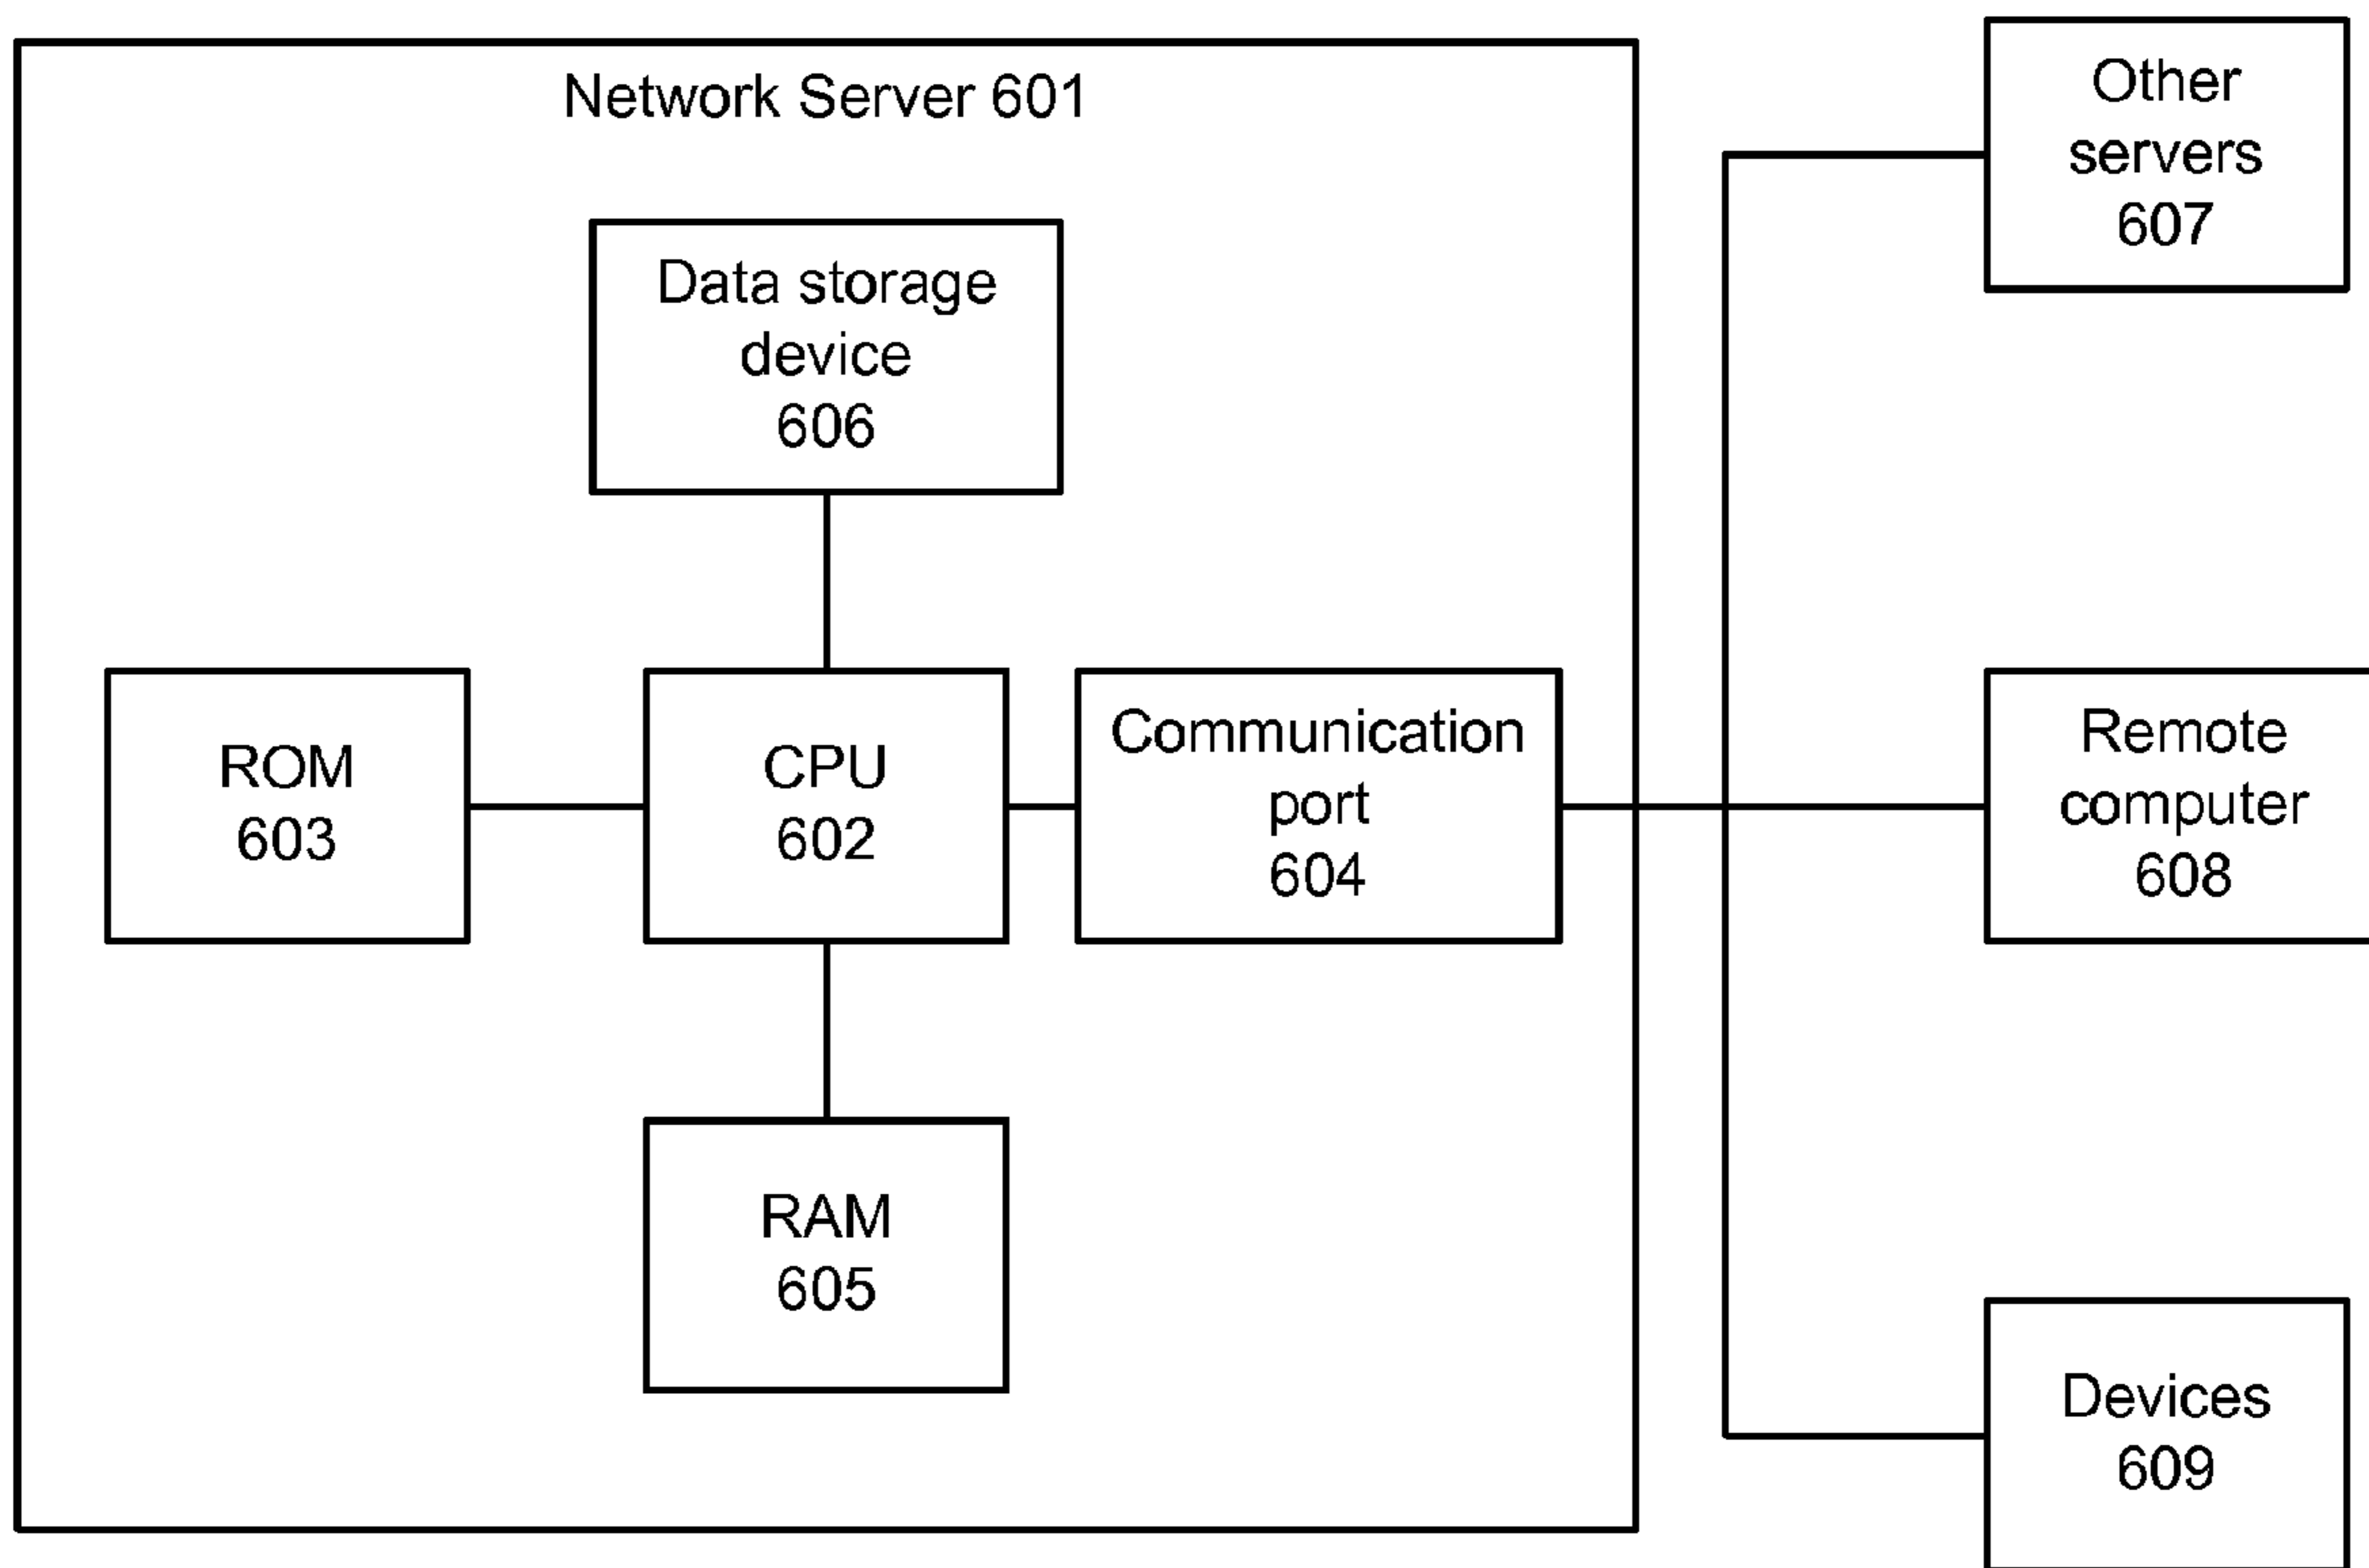 Network Server 601
Other
servers
607
Data storage
device
606
ROM
603
CPU
602
Communication
port
604
Remote
computer
608
RAM
605
Devices
609